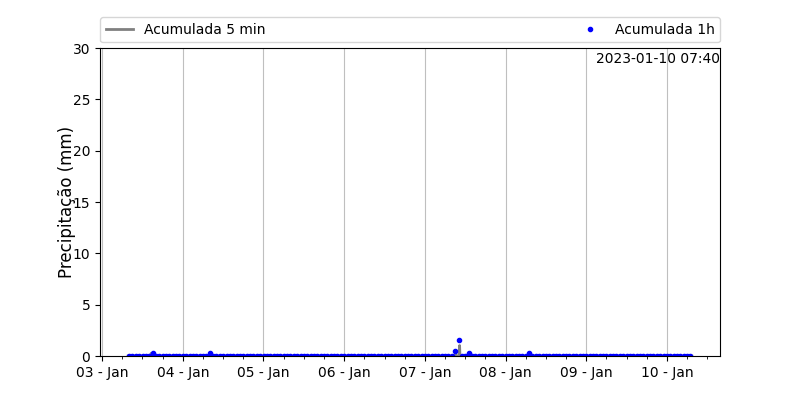 Acumulada 5 min
Acumulada 1h
2023-01-10 07:40
Precipitação (mm)
30
25
20
15
10
5
0
03 - Jan
04 - Jan
05 - Jan
06 - Jan
07 - Jan
08 - Jan
09 - Jan
10 - Jan